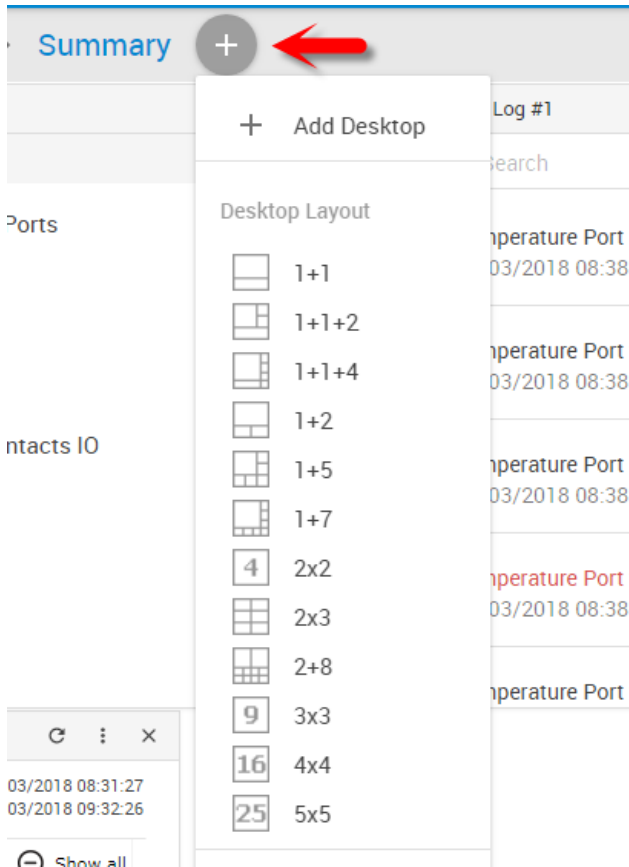 Summary
+
+ Add Desktop
Log #1
Search
Desktop Layout
Ports
1+1
1+1+2
1+1+4
1+2
1+5
1+7
4 2x2
2x3
2+8
9 3x3
16 4x4
25 5x5
nperature Port
03/2018 08:38
nperature Port
03/2018 08:38
ntacts IO
nperature Port
03/2018 08:38
nperature Port
03/2018 08:38
nperature Port
03/2018 08:31:27
03/2018 09:32:26
Show all